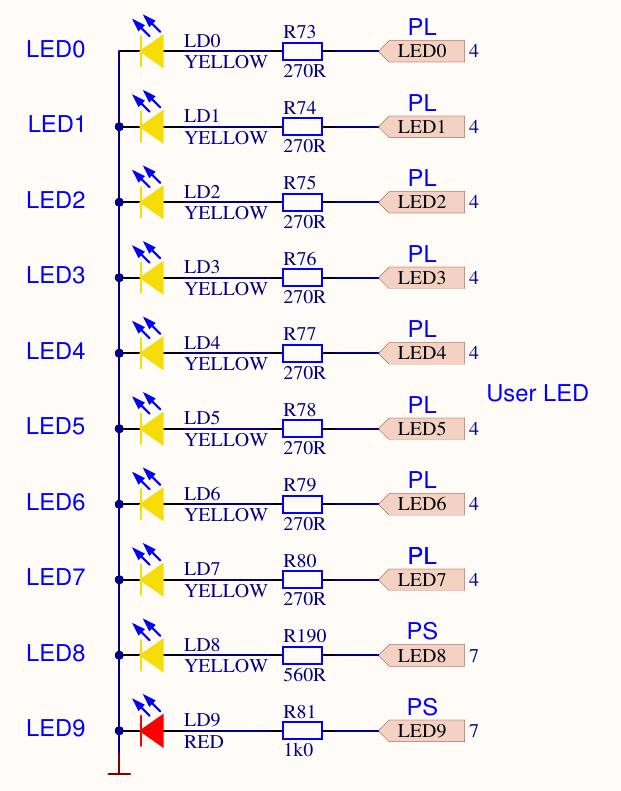 LED0 LD0 YELLOW R73 270R PL LED0 4
LED1 LD1 YELLOW R74 270R PL LED1 4
LED2 LD2 YELLOW R75 270R PL LED2 4
LED3 LD3 YELLOW R76 270R PL LED3 4
LED4 LD4 YELLOW R77 270R PL LED4 4
User LED
LED5 LD5 YELLOW R78 270R PL LED5 4
LED6 LD6 YELLOW R79 270R PL LED6 4
LED7 LD7 YELLOW R80 270R PL LED7 4
LED8 LD8 YELLOW R190 560R PS LED8 7
LED9 LD9 RED R81 1k0 PS LED9 7